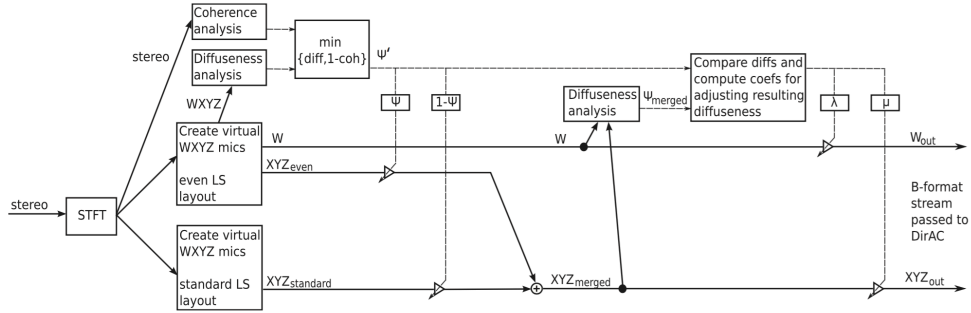 Coherence
analysis
stereo
min
{diff,1-coh}
Ψ′
Diffuseness
analysis
WXYZ
Compare diffs and
compute coefs for
adjusting resulting
diffuseness
Ψ
1-Ψ
Diffuseness
analysis
Ψmerged
λ
μ
Create virtual
WXYZ mics
even LS
layout
W
W
Wout
XYZeven
stereo
STFT
B-format
stream
passed to
DirAC
Create virtual
WXYZ mics
standard LS
layout
XYZstandard
XYZmerged
XYZout